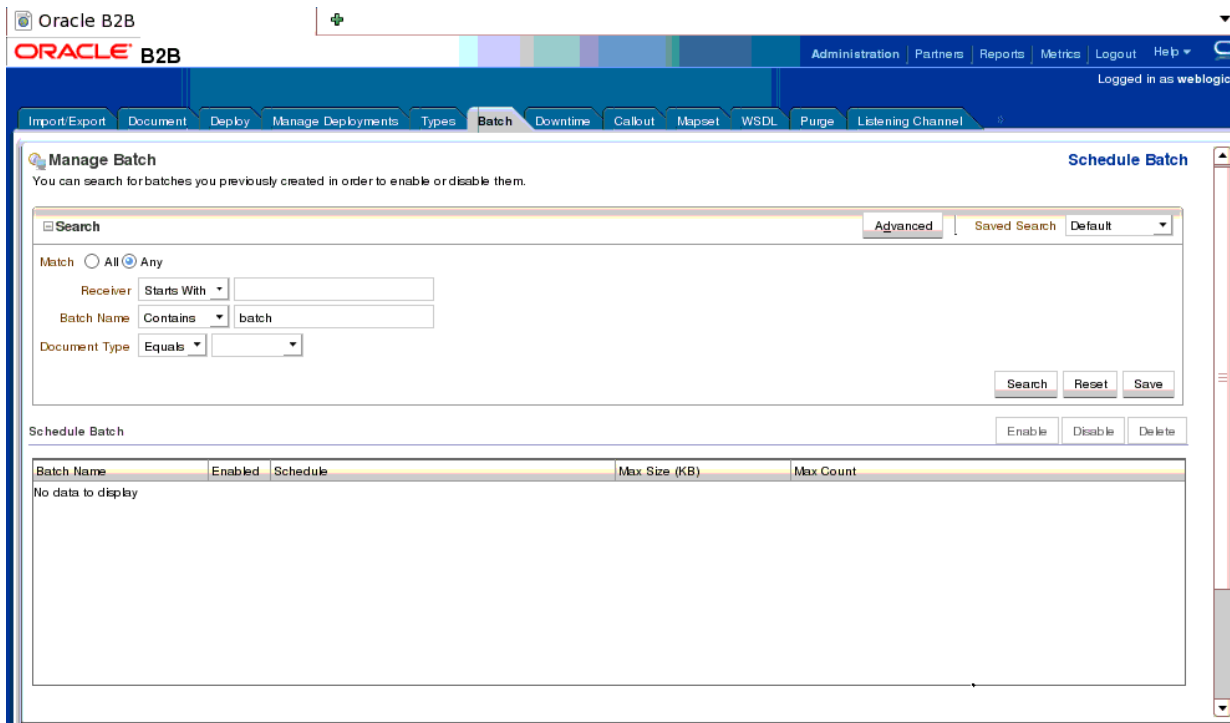 Oracle B2B
ORACLE B2B
Administration Partners Reports Metrics Logout Help
Logged in as weblogic
Import/Export Document Deploy Manage Deployments Types Batch Downtime Callout Mapset WSDL Purge Listening Channel
Manage Batch Schedule Batch
You can search for batches you previously created in order to enable or disable them.
Search Advanced Saved Search Default
Match All Any
Receiver Starts With
Batch Name Contains batch
Document Type Equals
Search Reset Save
Schedule Batch Enable Disable Delete
Batch Name Enabled Schedule Max Size (KB) Max Count
No data to display